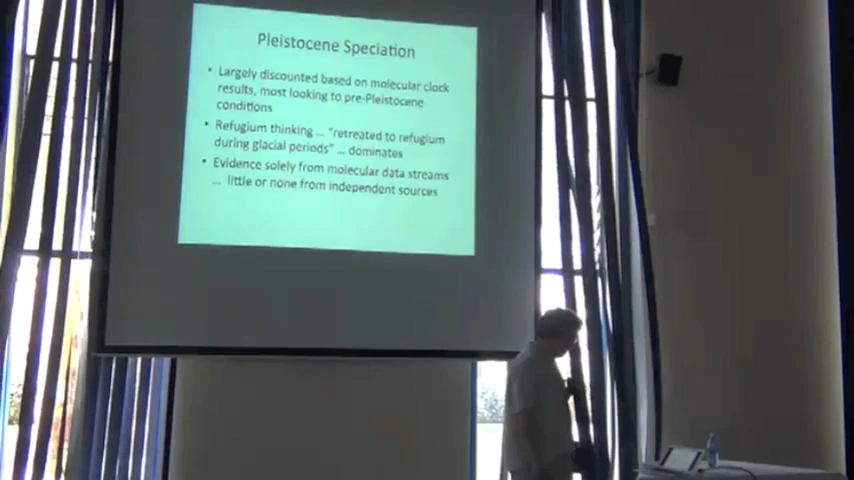 Pleistocene Speciation
• Largely discounted based on molecular clock
results, most looking to pre-Pleistocene
conditions
• Refugium thinking ... "retreated to refugium
during glacial periods" ... dominates
• Evidence solely from molecular data streams
... little or none from independent sources